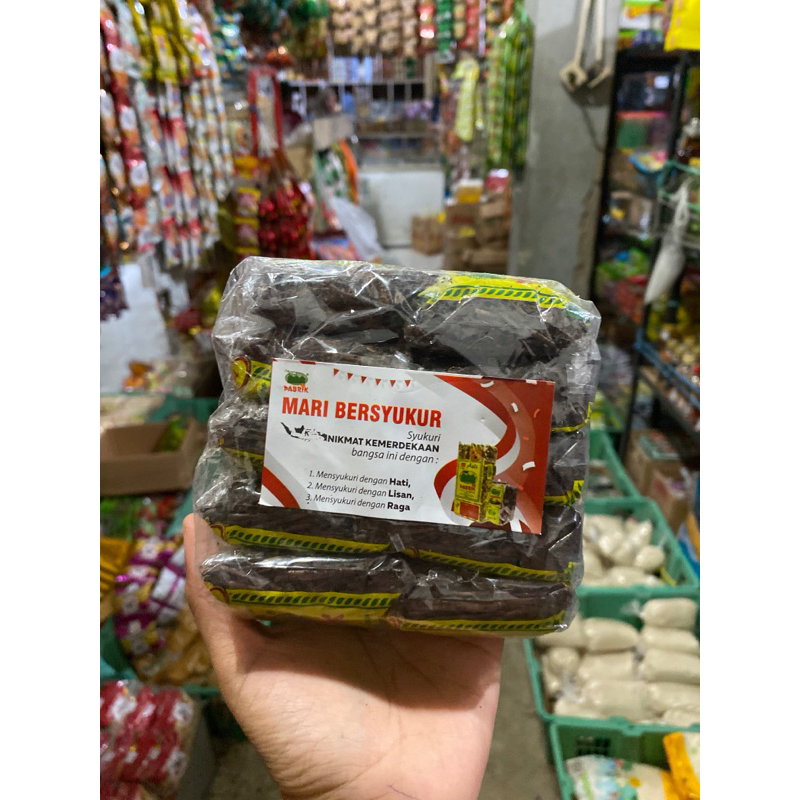 PABRIK
MARI BERSYUKUR
Syukuri
NIKMAT KEMERDEKAAN
bangsa ini dengan :
1. Mensyukuri dengan Hati,
2. Mensyukuri dengan Lisan,
3. Mensyukuri dengan Raga